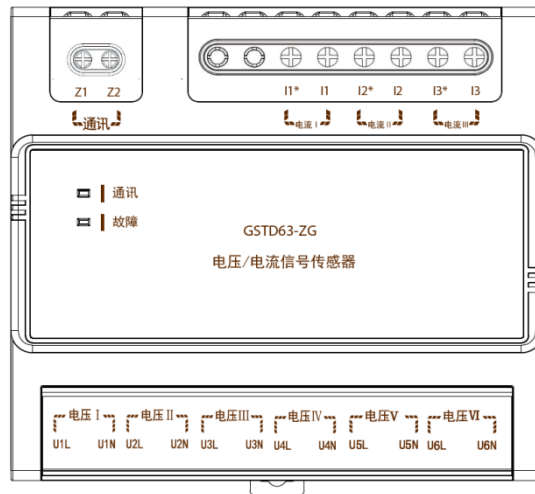 Z1 Z2 I1* I1 I2* I2 I3* I3
通讯 电流 I 电流 II 电流 III
通讯
故障
GSTD63-ZG
电压/电流信号传感器
电压 I 电压 II 电压III 电压IV 电压V 电压VI
U1L U1N U2L U2N U3L U3N U4L U4N U5L U5N U6L U6N